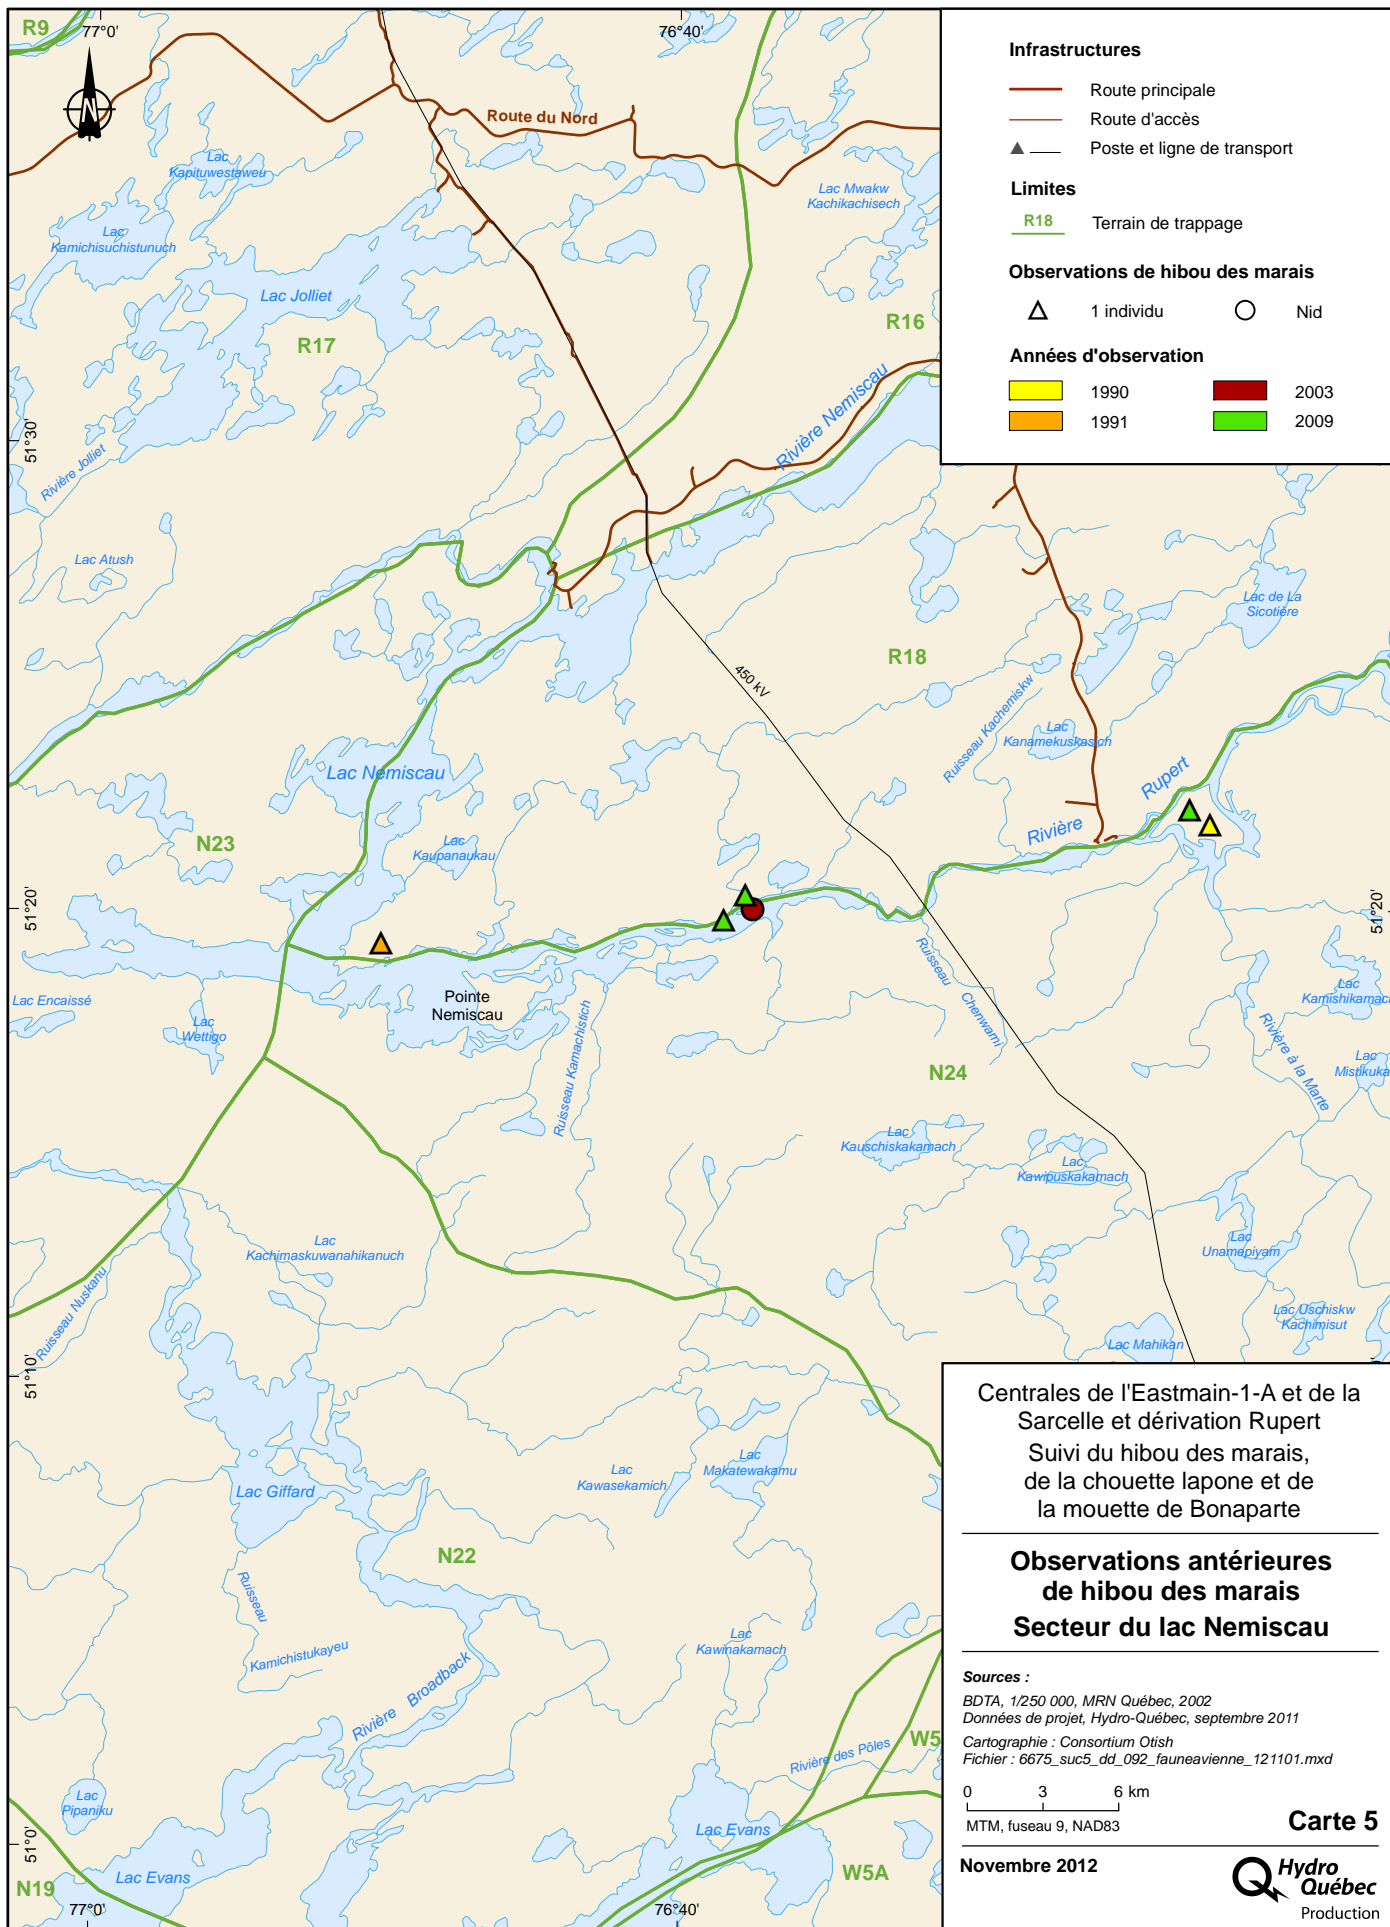 R9
77°0'
76°40'
Route du Nord
Lac
Kapituwestaweu
Lac
Kamichisuchistunuch
Lac Jolliet
R17
Lac Mwakw
Kachikachisech
R16
Rivière Nemiscau
51°30'
Rivière Jolliet
Lac Atush
Infrastructures
Route principale
Route d'accès
Poste et ligne de transport
Limites
R18
Terrain de trappage
Observations de hibou des marais
1 individu
Nid
Années d'observation
1990
2003
1991
2009
Lac de La
Sicotière
R18
450 kV
Ruisseau Kachemiskw
Lac
Kanamekuskasich
Lac Nemiscau
Rivière
Rupert
N23
Lac
Kaupanaukau
51°20'
51°20'
Ruisseau
Chenwami
Lac Encaissé
Lac
Wettigo
Pointe
Nemiscau
Ruisseau Kamachistich
Lac
Kamishikamach
Rivière à la Marte
Lac
Mistikuka
N24
Lac
Kauschiskakamach
Lac
Kawipuskakamach
Lac
Kachimaskuwanahikanuch
Lac
Unamepiyam
Ruisseau Nuskanu
Lac Uschiskw
Kachimisut
Lac Mahikan
51°10'
Lac Giffard
Lac
Kawasekamich
Lac
Makatewakamu
N22
Ruisseau
Kamichistukayeu
Lac
Kawinakamach
Rivière Broadback
Rivière des Pôles
W5
Lac
Pipaniku
51°0'
Lac Evans
Lac Evans
N19
W5A
77°0'
76°40'
Centrales de l'Eastmain-1-A et de la
Sarcelle et dérivation Rupert
Suivi du hibou des marais,
de la chouette lapone et de
la mouette de Bonaparte
Observations antérieures
de hibou des marais
Secteur du lac Nemiscau
Sources :
BDTA, 1/250 000, MRN Québec, 2002
Données de projet, Hydro-Québec, septembre 2011
Cartographie : Consortium Otish
Fichier : 6675_suc5_dd_092_fauneavienne_121101.mxd
0 3 6 km
MTM, fuseau 9, NAD83
Carte 5
Novembre 2012
Hydro
Québec
Production
N